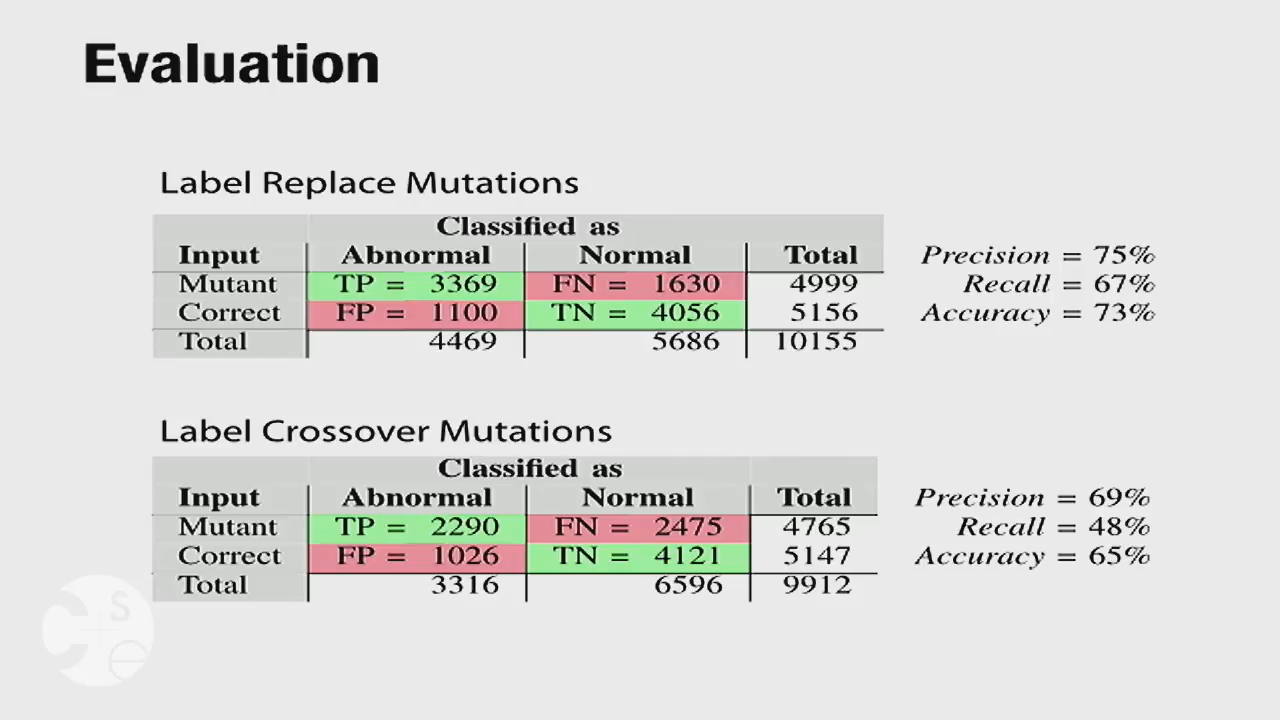 Evaluation
Label Replace Mutations
Classified as
Input Abnormal Normal Total
Mutant TP = 3369 FN = 1630 4999
Correct FP = 1100 TN = 4056 5156
Total 4469 5686 10155
Precision = 75%
Recall = 67%
Accuracy = 73%
Label Crossover Mutations
Classified as
Input Abnormal Normal Total
Mutant TP = 2290 FN = 2475 4765
Correct FP = 1026 TN = 4121 5147
Total 3316 6596 9912
Precision = 69%
Recall = 48%
Accuracy = 65%
C S
e